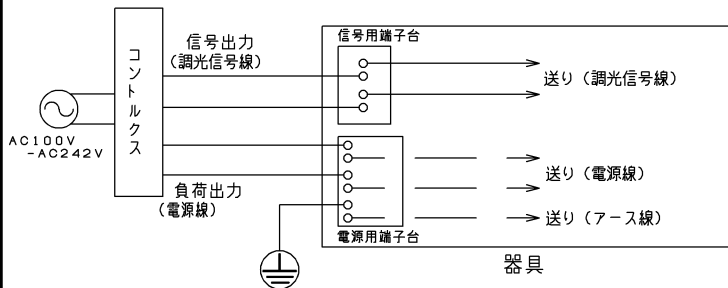 信号用端子台
信号出力
(調光信号線)
コントルクス
送り(調光信号線)
AC100V
-AC242V
送り(電源線)
負荷出力
(電源線)
送り(アース線)
電源用端子台
器具